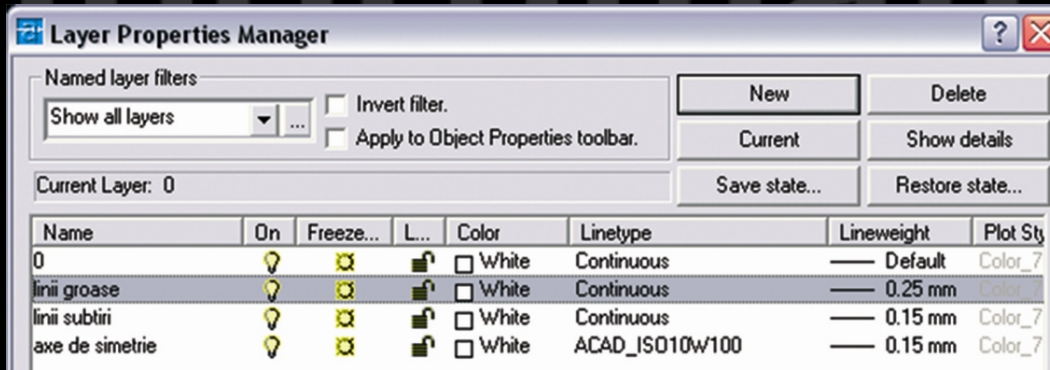 Layer Properties Manager
Named layer filters
Show all layers
...
Invert filter.
Apply to Object Properties toolbar.
New
Delete
Current
Show details
Current Layer: 0
Save state...
Restore state...
Name On Freeze... L... Color Linetype Lineweight Plot Sty
0 White Continuous Default Color_7
linii groase White Continuous 0.25 mm Color_7
linii subtiri White Continuous 0.15 mm Color_7
axe de simetrie White ACAD_ISO10W100 0.15 mm Color_7